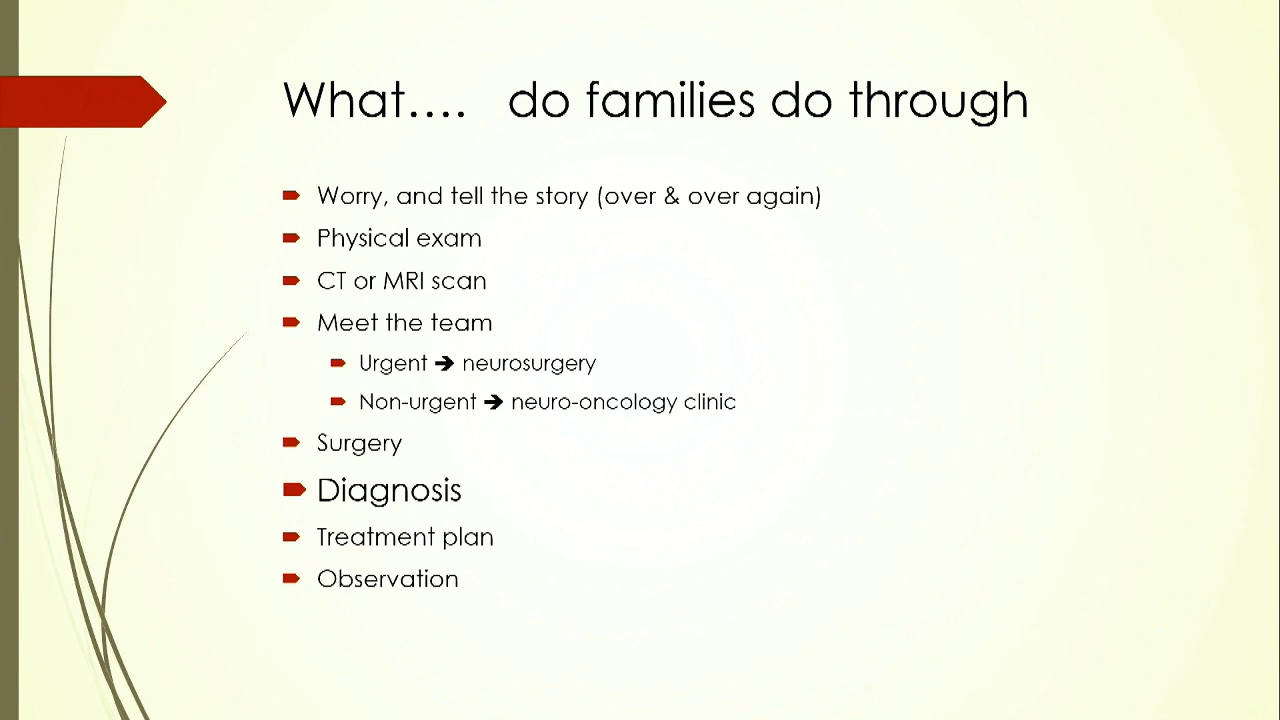 What.... do families do through
Worry, and tell the story (over & over again)
Physical exam
CT or MRI scan
Meet the team
Urgent ➔ neurosurgery
Non-urgent ➔ neuro-oncology clinic
Surgery
Diagnosis
Treatment plan
Observation